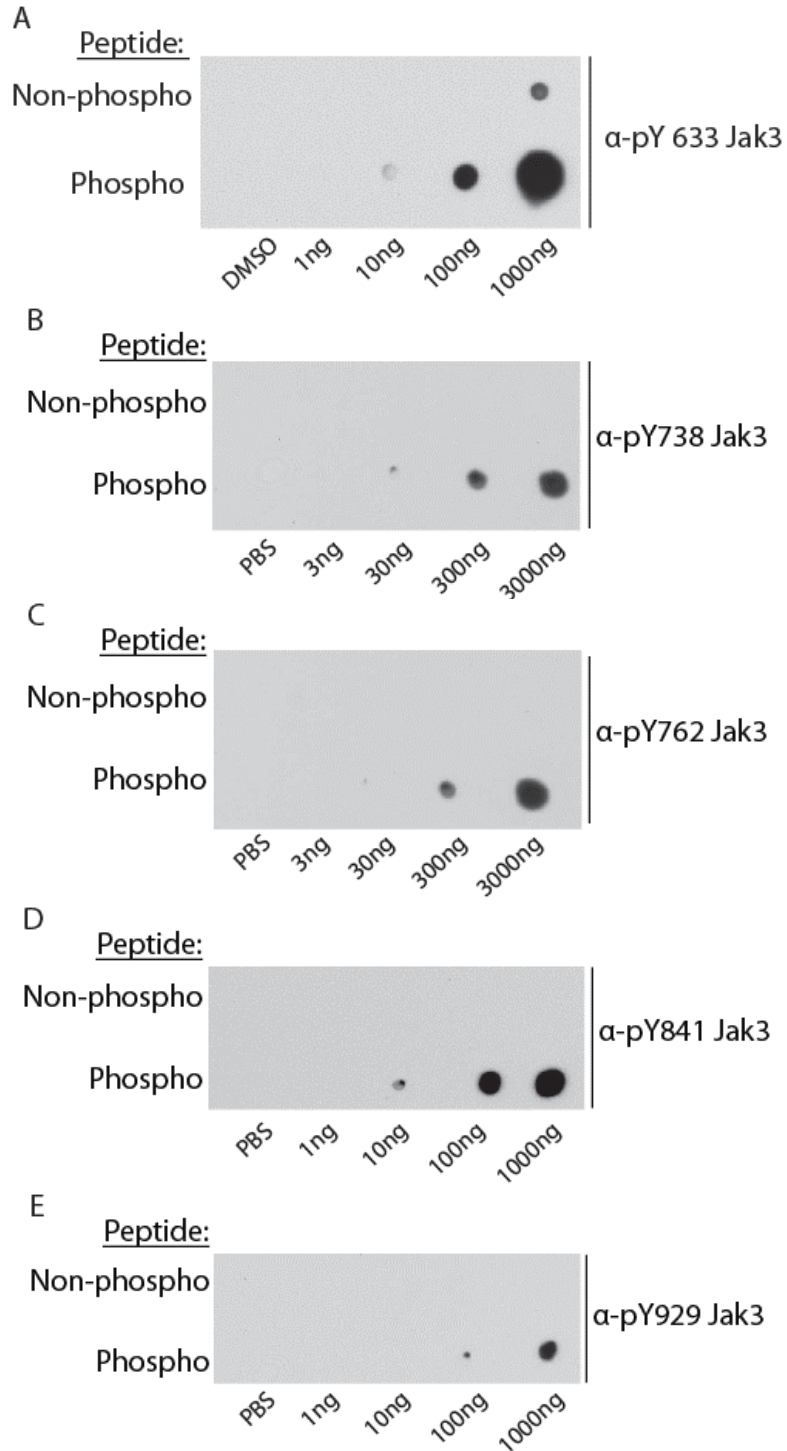 A
Peptide:
Non-phospho
Phospho
α-pY 633 Jak3
DMSO 1ng 10ng 100ng 1000ng
B
Peptide:
Non-phospho
Phospho
α-pY738 Jak3
PBS 3ng 30ng 300ng 3000ng
C
Peptide:
Non-phospho
Phospho
α-pY762 Jak3
PBS 3ng 30ng 300ng 3000ng
D
Peptide:
Non-phospho
Phospho
α-pY841 Jak3
PBS 1ng 10ng 100ng 1000ng
E
Peptide:
Non-phospho
Phospho
α-pY929 Jak3
PBS 1ng 10ng 100ng 1000ng